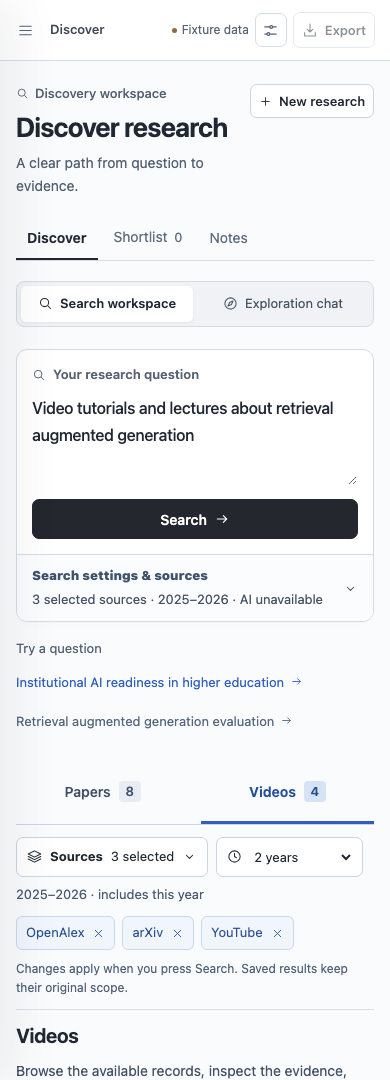 Discover
Fixture data
Export
Discovery workspace
New research
Discover research
A clear path from question to
evidence.
Discover
Shortlist 0
Notes
Search workspace
Exploration chat
Your research question
Video tutorials and lectures about retrieval
augmented generation
Search
Search settings & sources
3 selected sources · 2025–2026 · AI unavailable
Try a question
Institutional AI readiness in higher education
Retrieval augmented generation evaluation
Papers 8
Videos 4
Sources 3 selected
2 years
2025–2026 · includes this year
OpenAlex
arXiv
YouTube
Changes apply when you press Search. Saved results keep
their original scope.
Videos
Browse the available records, inspect the evidence,